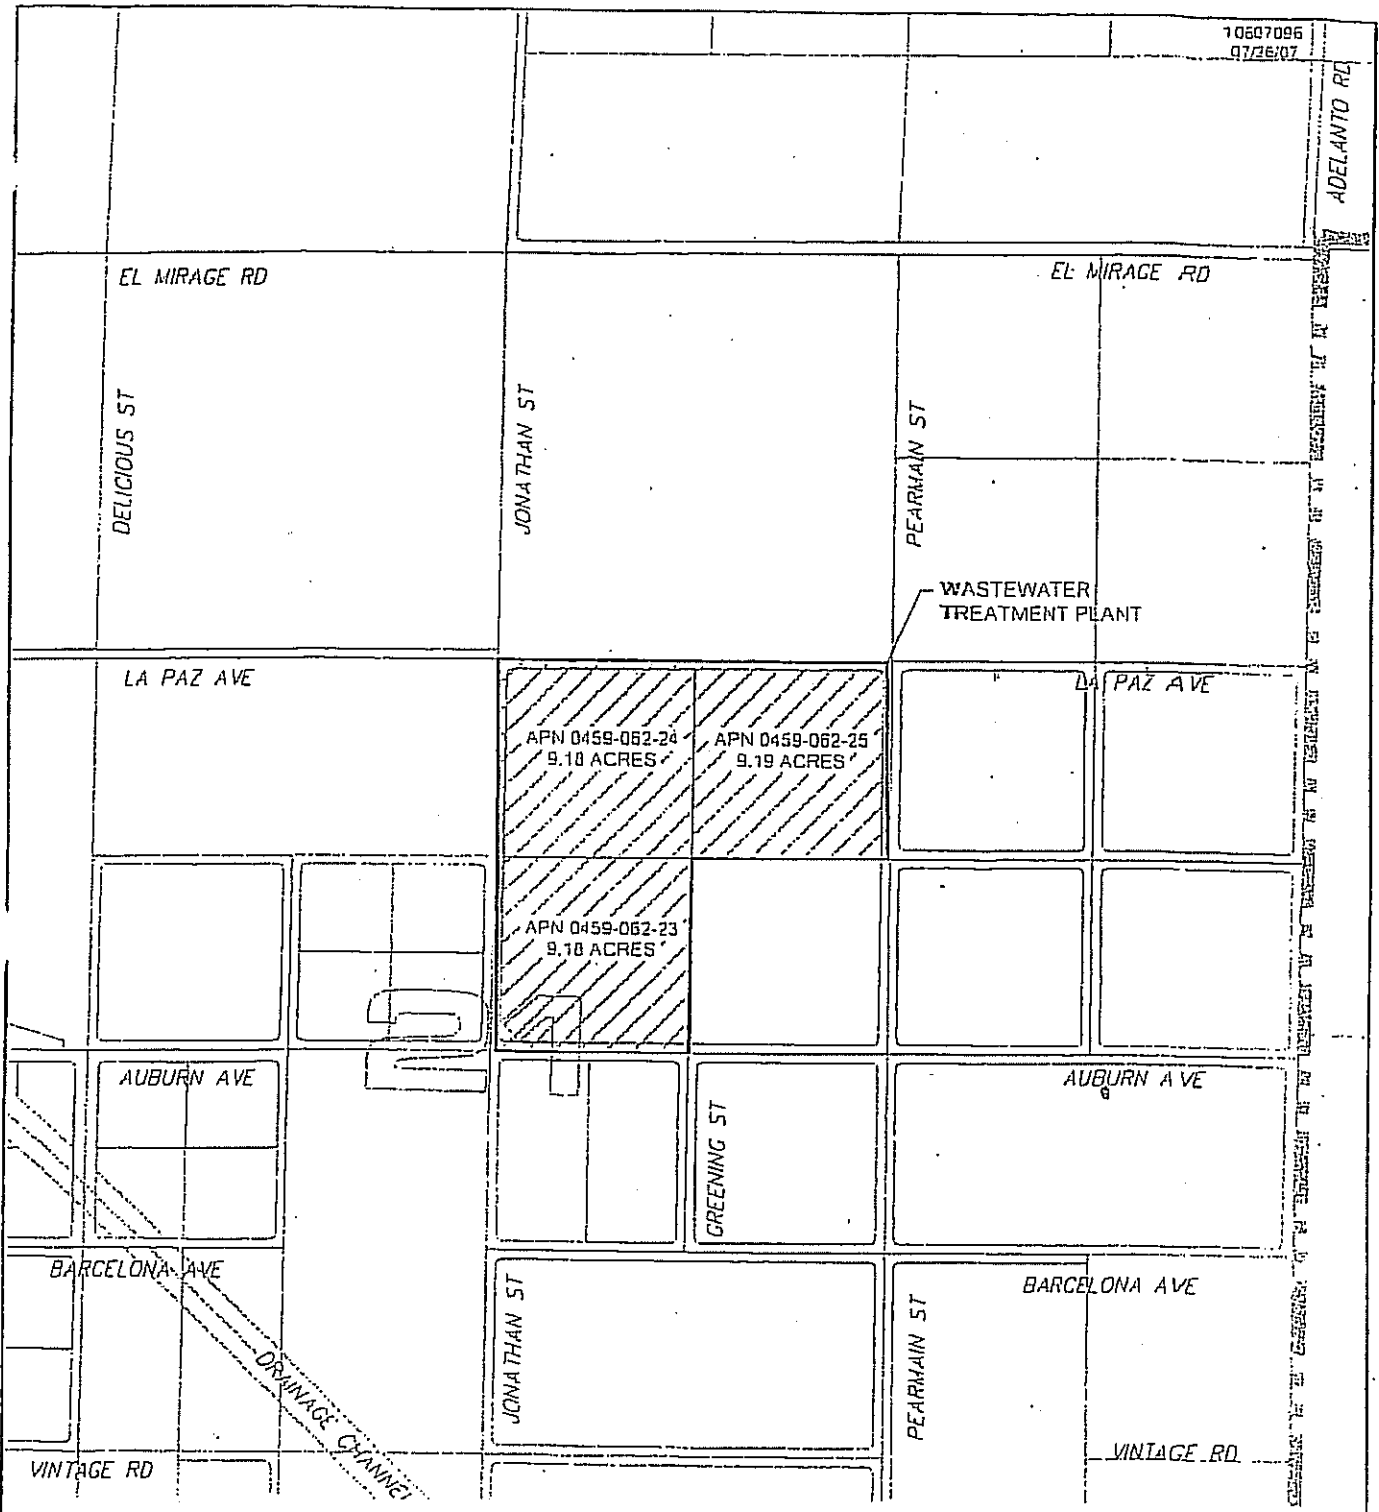 10607096
07/26/07
ADELANTO RD
EL MIRAGE RD
EL MIRAGE RD
DELICIOUS ST
JONATHAN ST
PEARMAIN ST
WASTEWATER
TREATMENT PLANT
LA PAZ AVE
LA PAZ AVE
APN 0459-062-24
9.18 ACRES
APN 0459-062-25
9.19 ACRES
APN 0459-062-23
9.18 ACRES
21
AUBURN AVE
AUBURN AVE
GREENING ST
BARCELONA AVE
BARCELONA AVE
JONATHAN ST
PEARMAIN ST
DRAINAGE CHANNEL
VINTAGE RD
VINTAGE RD